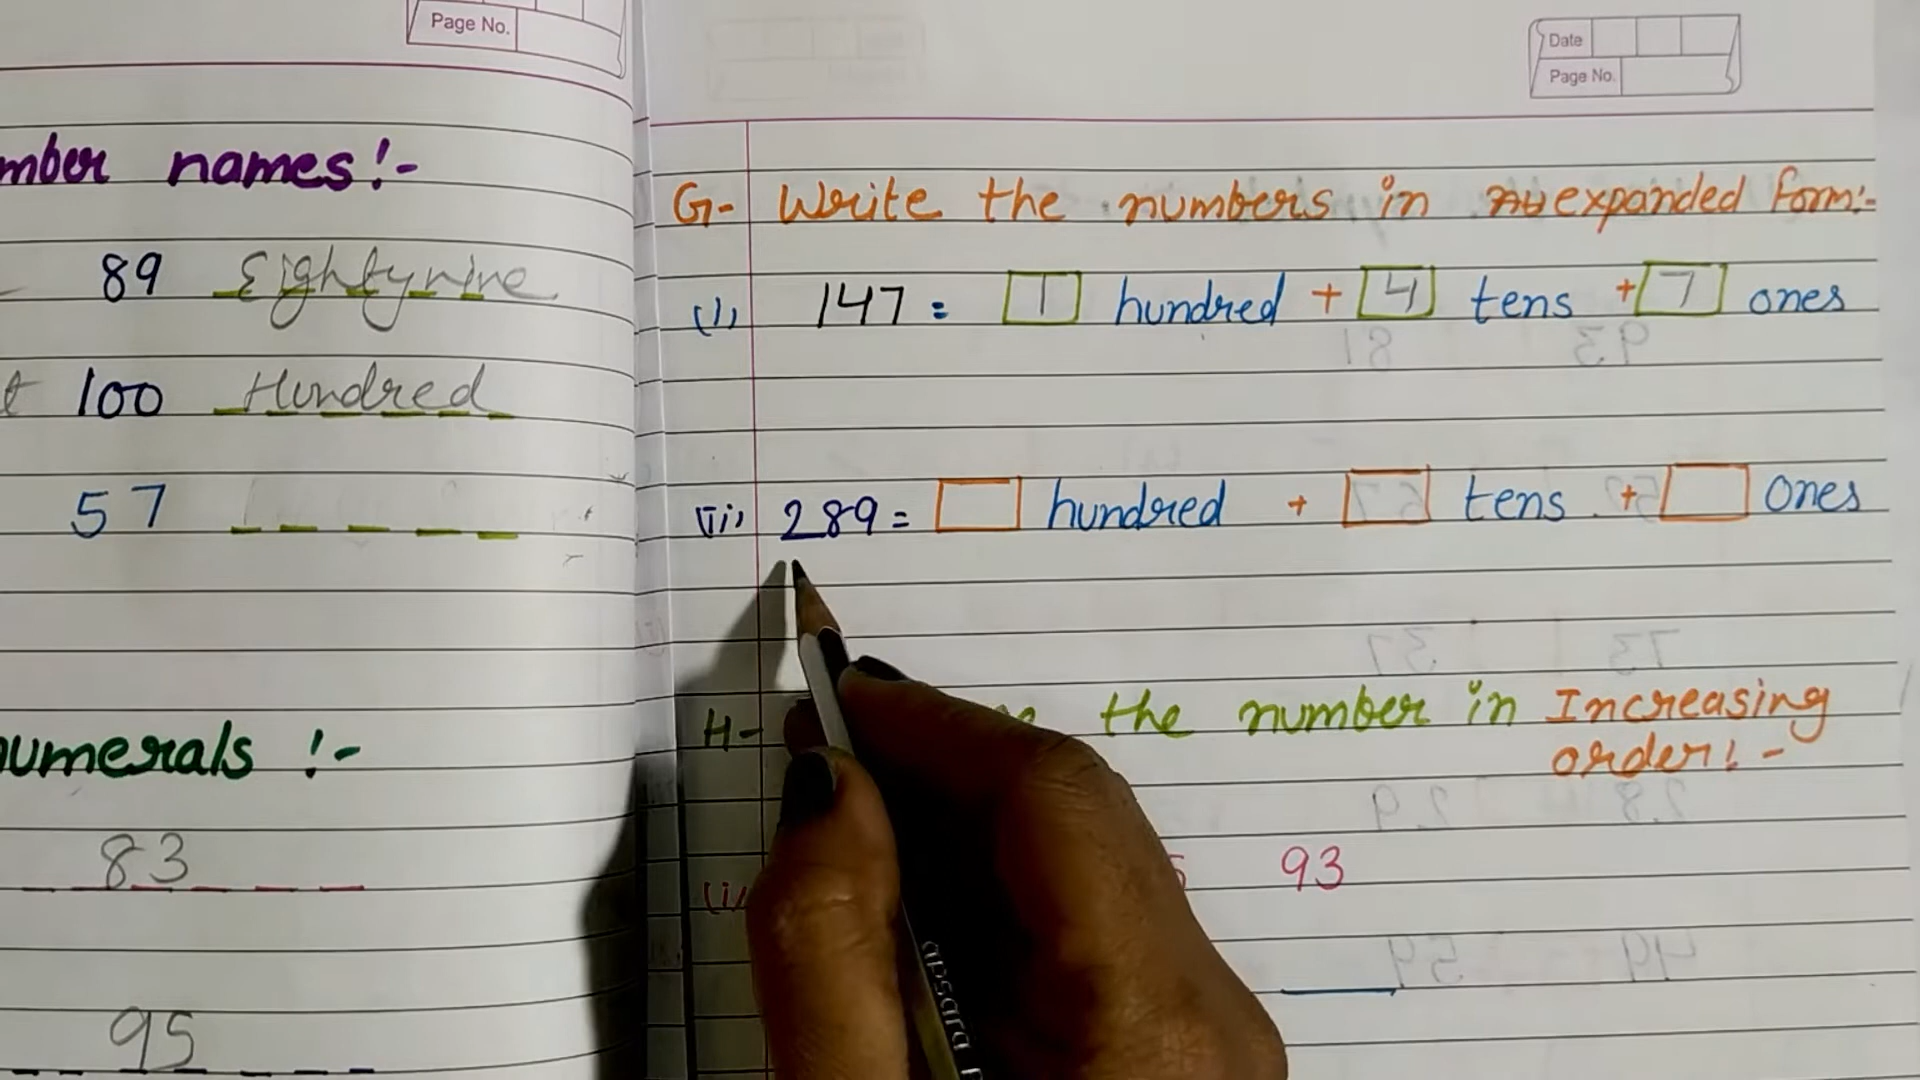 Page No.
mber names!-
89 Eightynine
100 Hundred
57
numerals !-
83
95
Date
Page No.
G- Write the numbers in expanded form:-
(i) 147 = 1 hundred + 4 tens + 7 ones
(ii) 289 = hundred + tens + ones
H- the number in Increasing
order! -
(i) 93
apsara